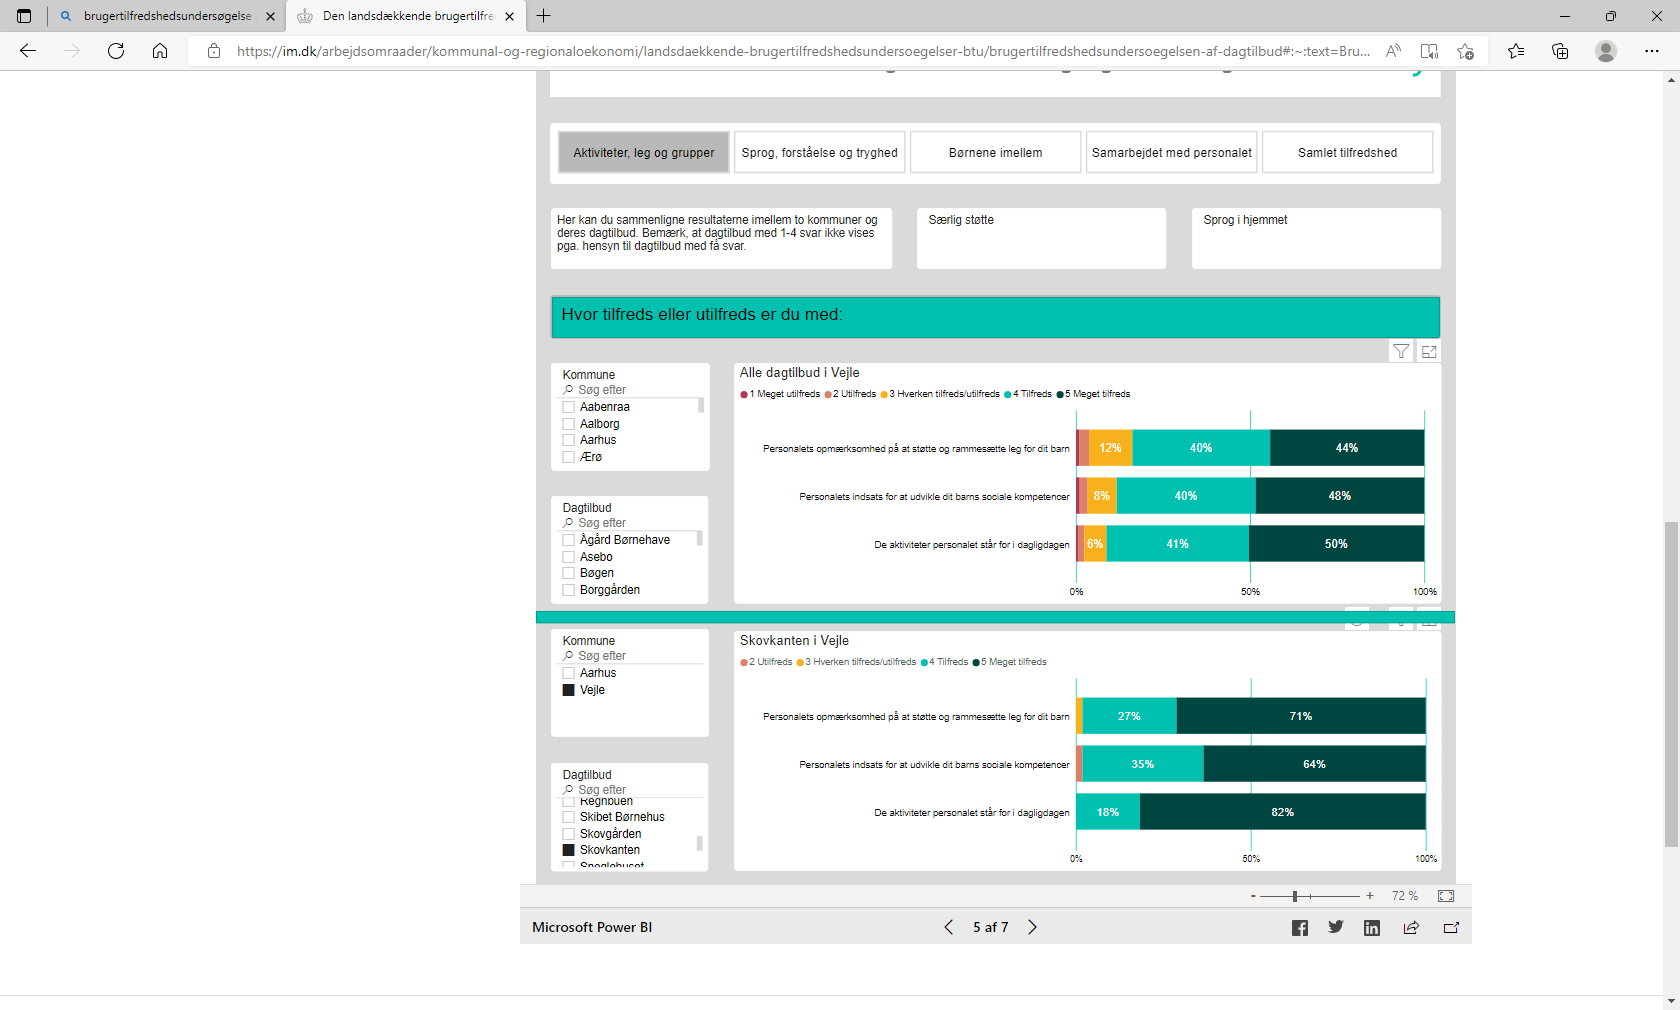 brugertilfredshedsundersøgelse
Den landsdækkende brugertilfre
https://im.dk/arbejdsomraader/kommunal-og-regionaloekonomi/landsdaekkende-brugertilfredshedsundersoegelser-btu/brugertilfredshedsundersoegelsen-af-dagtilbud#:~:text=Bru...
Aktiviteter, leg og grupper
Sprog, forståelse og tryghed
Børnene imellem
Samarbejdet med personalet
Samlet tilfredshed
Her kan du sammenligne resultaterne imellem to kommuner og
deres dagtilbud. Bemærk, at dagtilbud med 1-4 svar ikke vises
pga. hensyn til dagtilbud med få svar.
Særlig støtte
Sprog i hjemmet
Hvor tilfreds eller utilfreds er du med:
Kommune
Søg efter
Aabenraa
Aalborg
Aarhus
Ærø
Dagtilbud
Søg efter
Ågård Børnehave
Asebo
Bøgen
Borggården
Alle dagtilbud i Vejle
1 Meget utilfreds 2 Utilfreds 3 Hverken tilfreds/utilfreds 4 Tilfreds 5 Meget tilfreds
Personalets opmærksomhed på at støtte og rammesætte leg for dit barn 12% 40% 44%
Personalets indsats for at udvikle dit barns sociale kompetencer 8% 40% 48%
De aktiviteter personalet står for i dagligdagen 6% 41% 50%
0% 50% 100%
Kommune
Søg efter
Aarhus
Vejle
Dagtilbud
Søg efter
Regnbuen
Skibet Børnehus
Skovgården
Skovkanten
Sneglehuset
Skovkanten i Vejle
2 Utilfreds 3 Hverken tilfreds/utilfreds 4 Tilfreds 5 Meget tilfreds
Personalets opmærksomhed på at støtte og rammesætte leg for dit barn 27% 71%
Personalets indsats for at udvikle dit barns sociale kompetencer 35% 64%
De aktiviteter personalet står for i dagligdagen 18% 82%
0% 50% 100%
- + 72 %
Microsoft Power BI
5 af 7